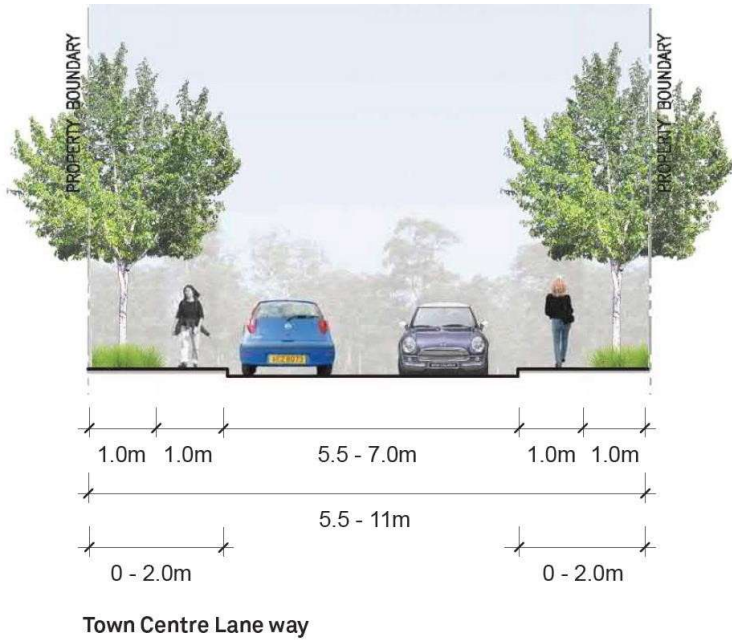 PROPERTY BOUNDARY
PROPERTY BOUNDARY
1.0m 1.0m 5.5 - 7.0m 1.0m 1.0m
5.5 - 11m
0 - 2.0m 0 - 2.0m
Town Centre Lane way